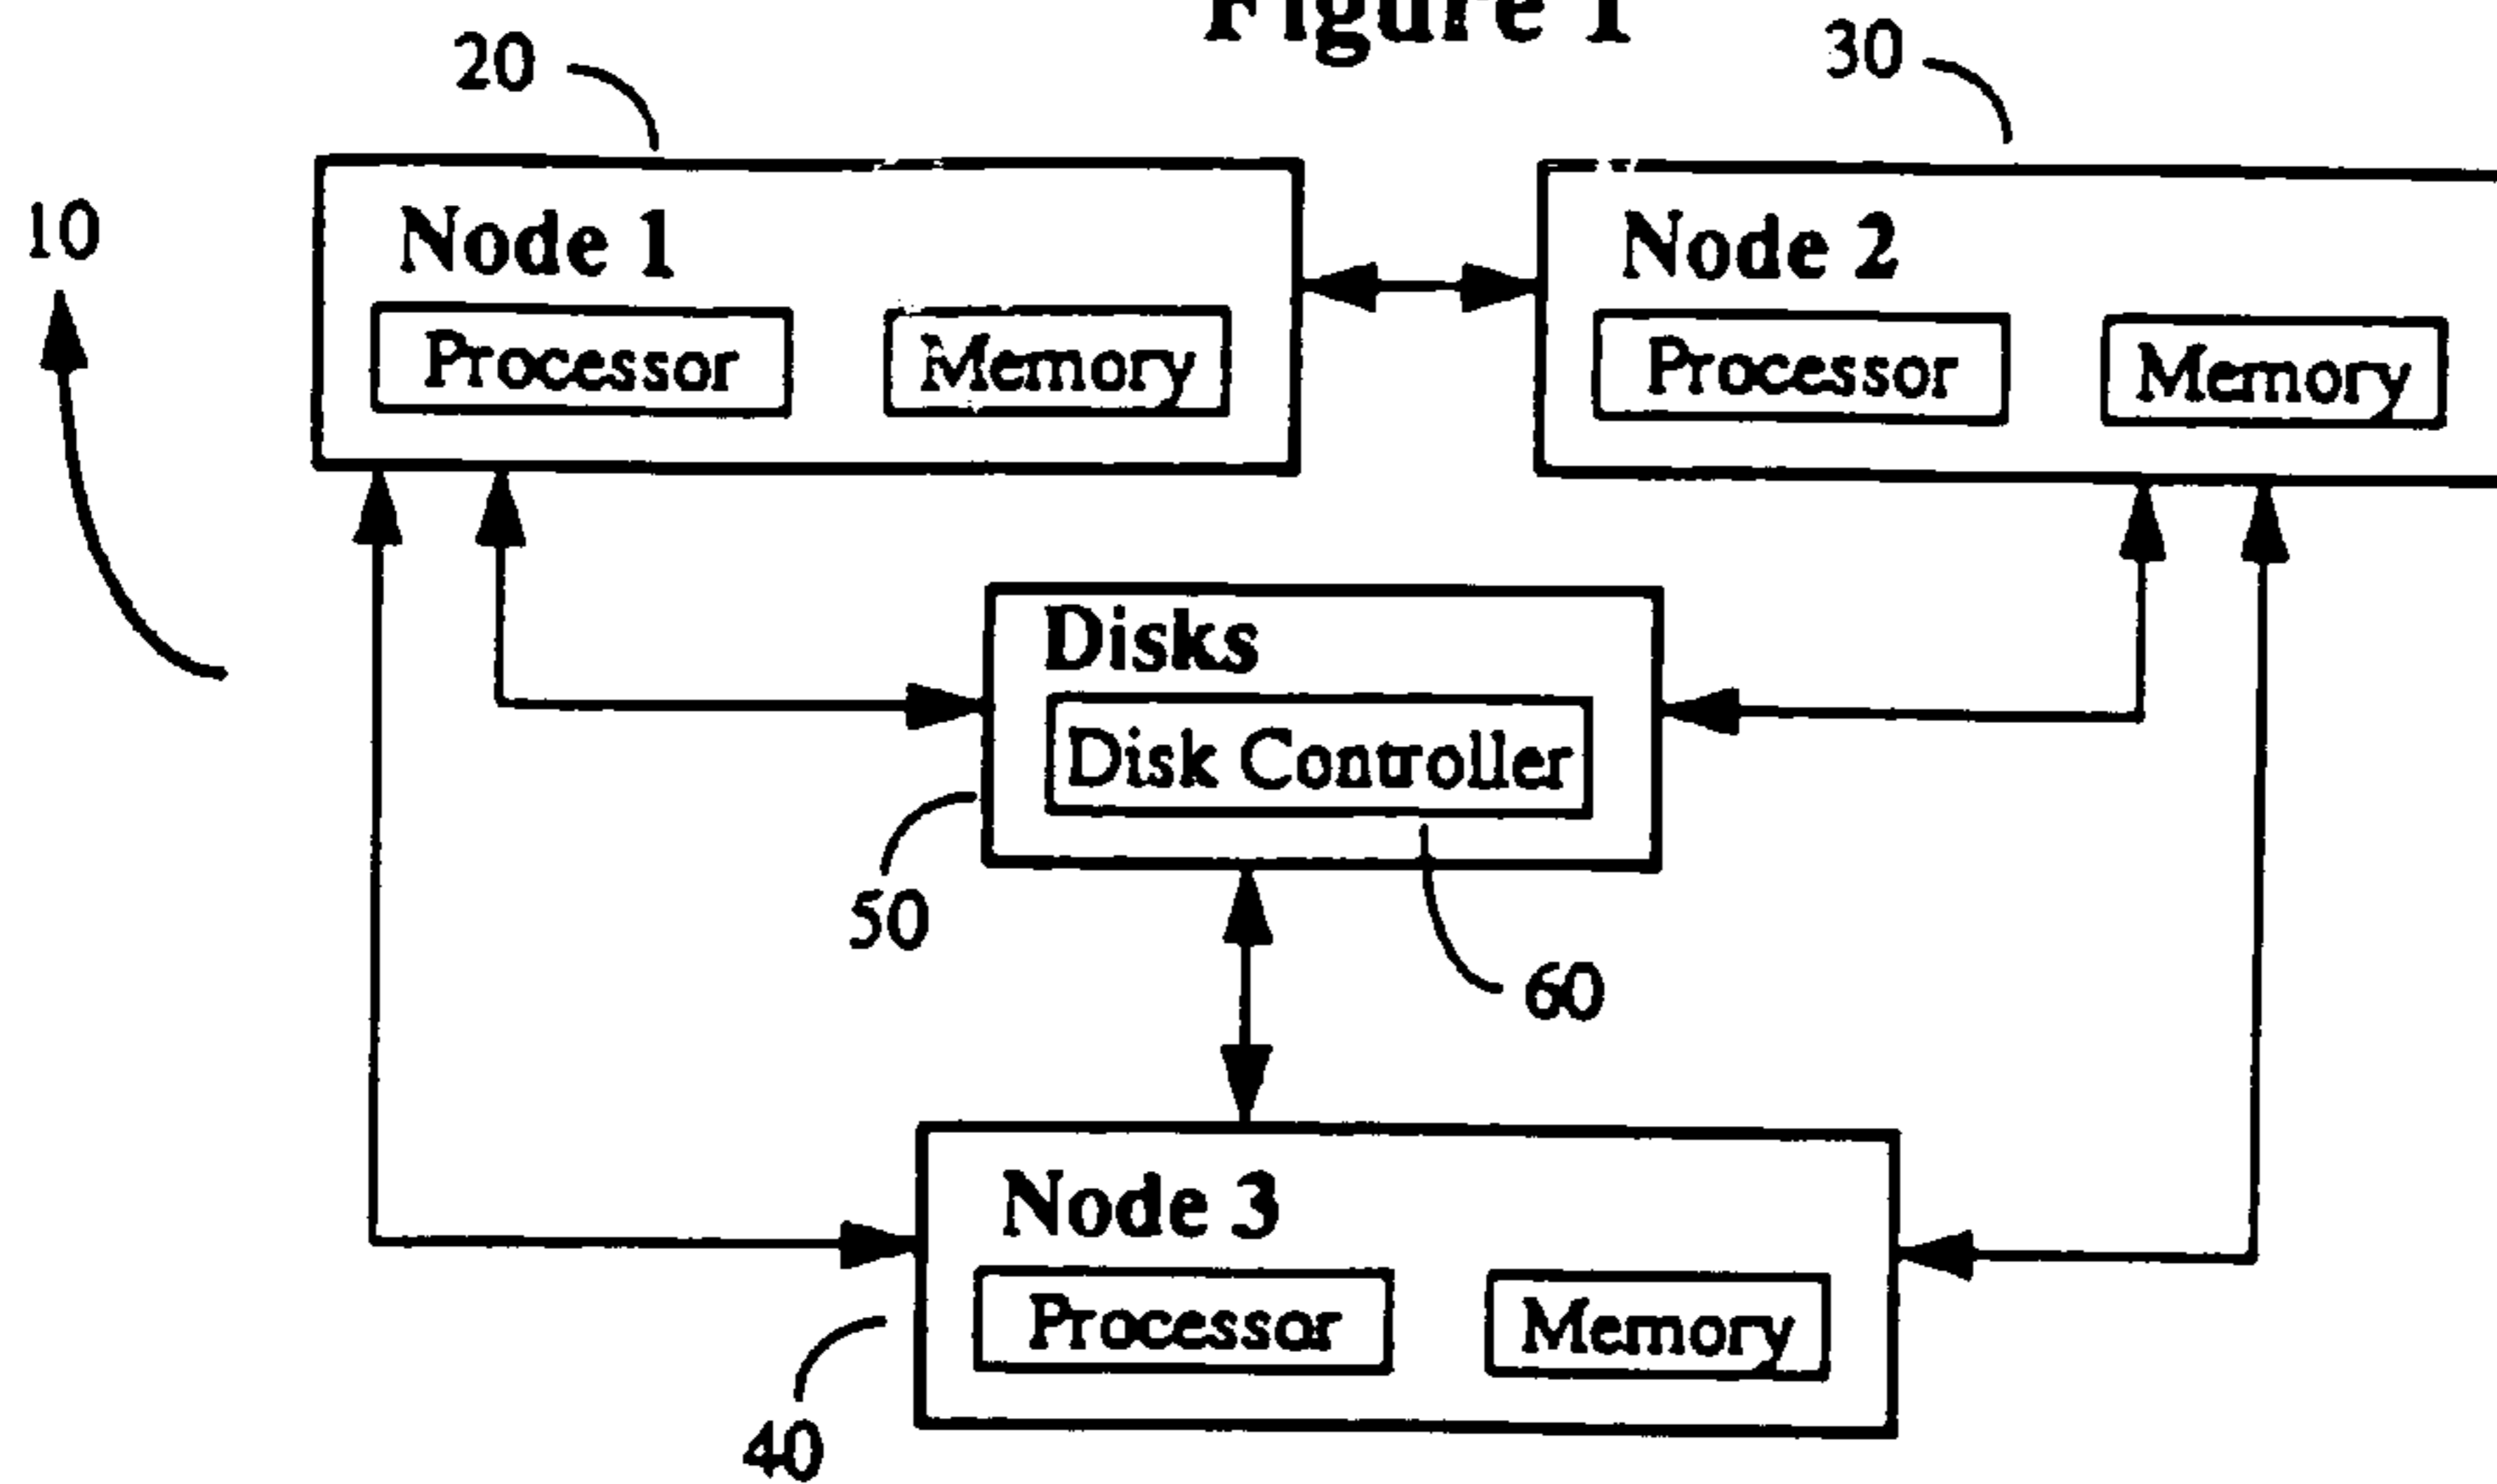 Figure 1
20
30
10
Node 1
Processor
Memory
Node 2
Processor
Memory
Disks
Disk Controller
50
60
Node 3
Processor
Memory
40